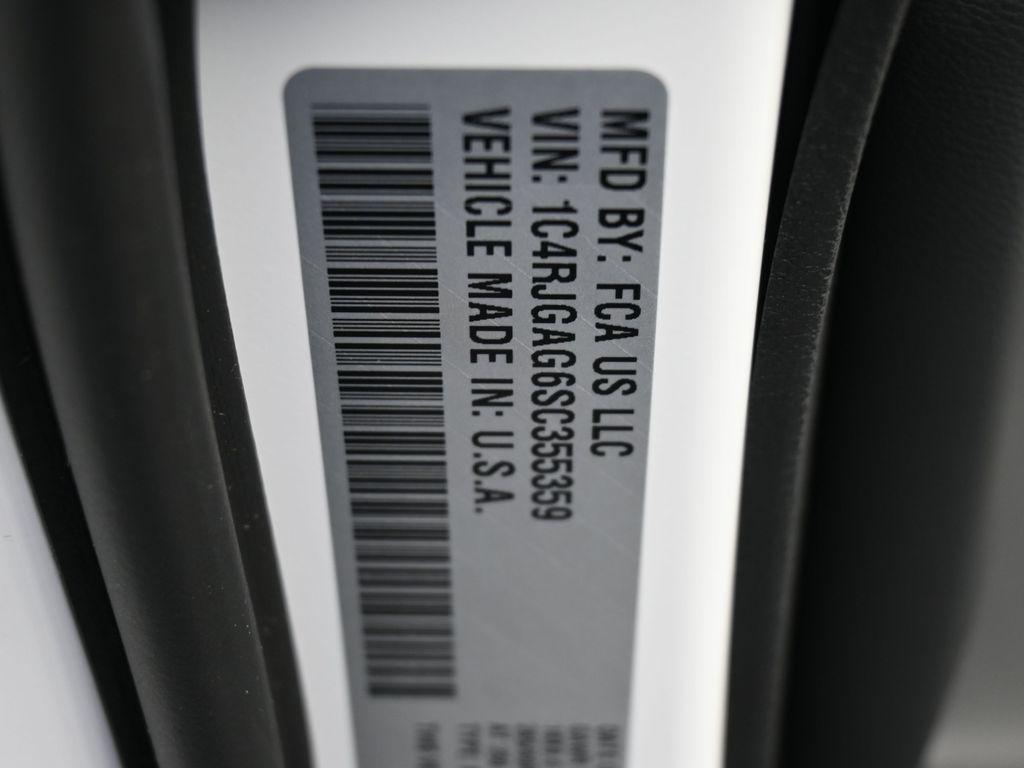 MFD BY: FCA US LLC
VIN: 1C4RJGAG6SC355359
VEHICLE MADE IN: U.S.A.